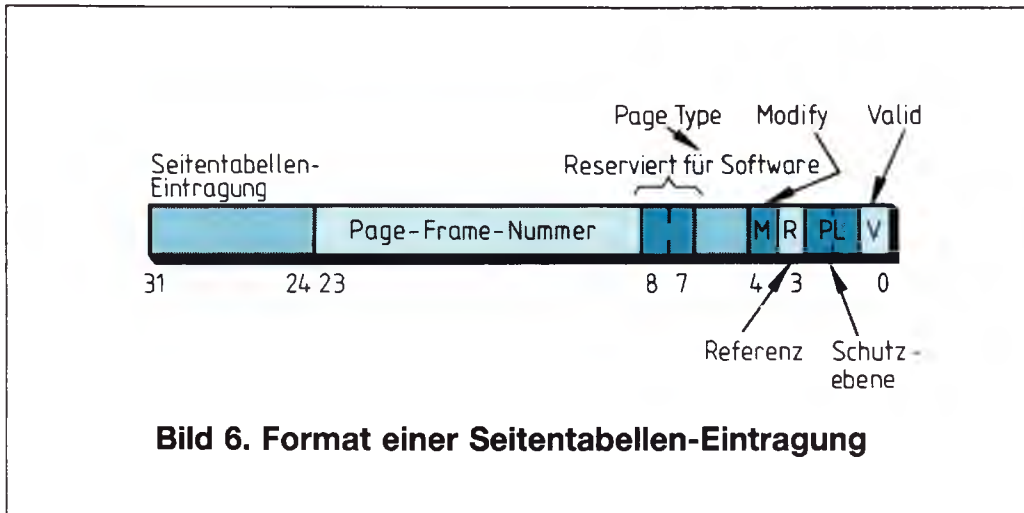 Page Type Modify Valid
Seitentabellen-
Eintragung
Reserviert für Software
Page-Frame-Nummer M R PL V
31 24 23 8 7 4 3 0
Referenz Schutz-
ebene
Bild 6. Format einer Seitentabellen-Eintragung